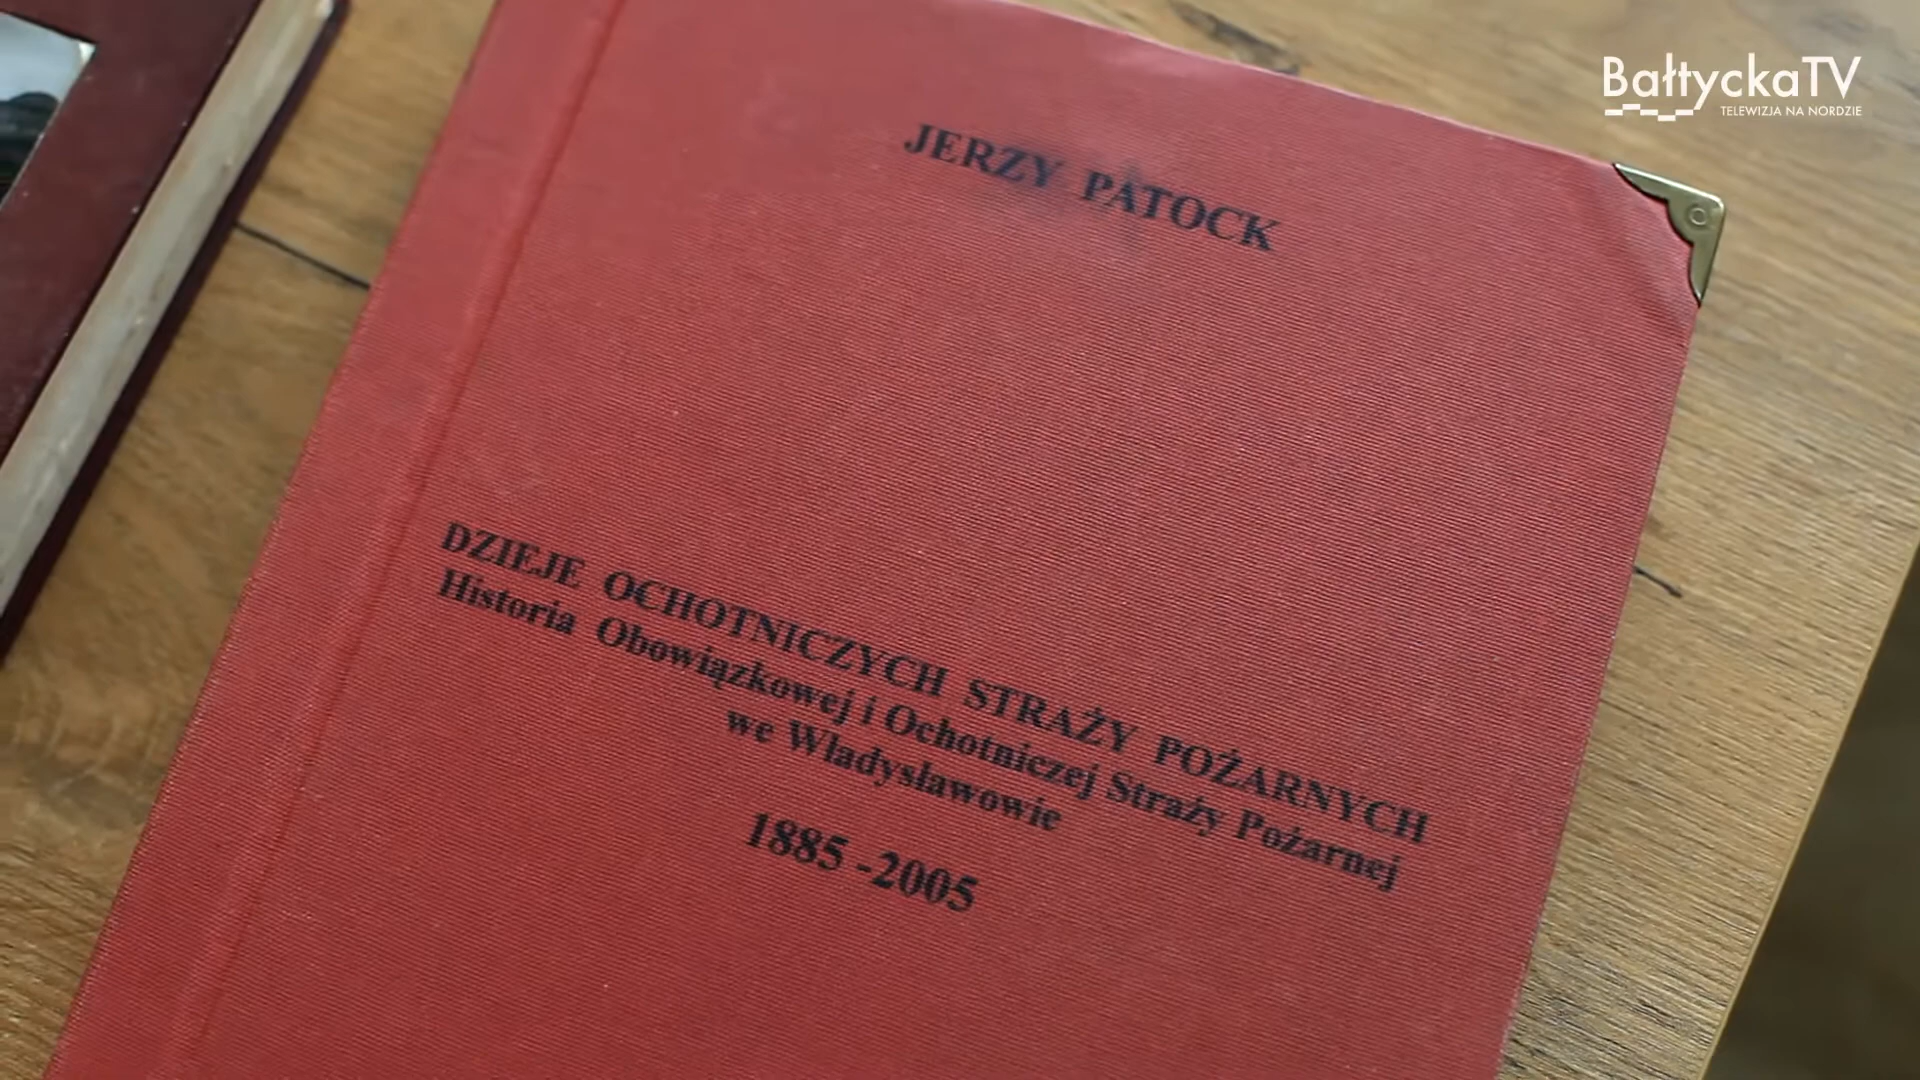 BałtyckaTV
TELEWIZJA NA NORDZIE
JERZY PATOCK
DZIEJE OCHOTNICZYCH STRAŻY POŻARNYCH
Historia Obowiązkowej i Ochotniczej Straży Pożarnej
we Władysławowie
1885 -2005